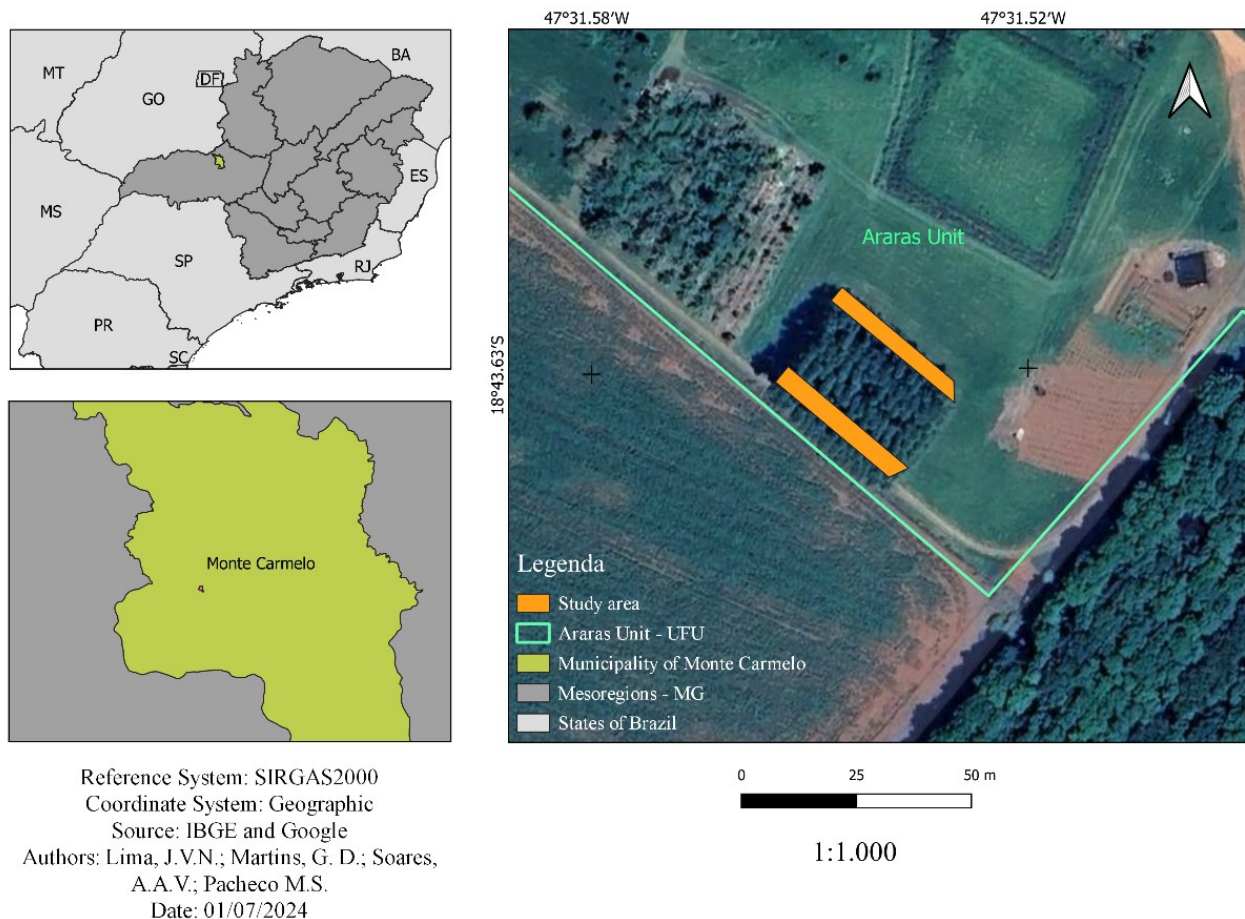 47°31.58'W
47°31.52'W
MT
GO
DF
BA
MS
ES
SP
RJ
PR
SC
18°43.63'S
Araras Unit
Monte Carmelo
Legenda
Study area
Araras Unit - UFU
Municipality of Monte Carmelo
Mesoregions - MG
States of Brazil
0 25 50 m
1:1.000
Reference System: SIRGAS2000
Coordinate System: Geographic
Source: IBGE and Google
Authors: Lima, J.V.N.; Martins, G. D.; Soares,
A.A.V.; Pacheco M.S.
Date: 01/07/2024